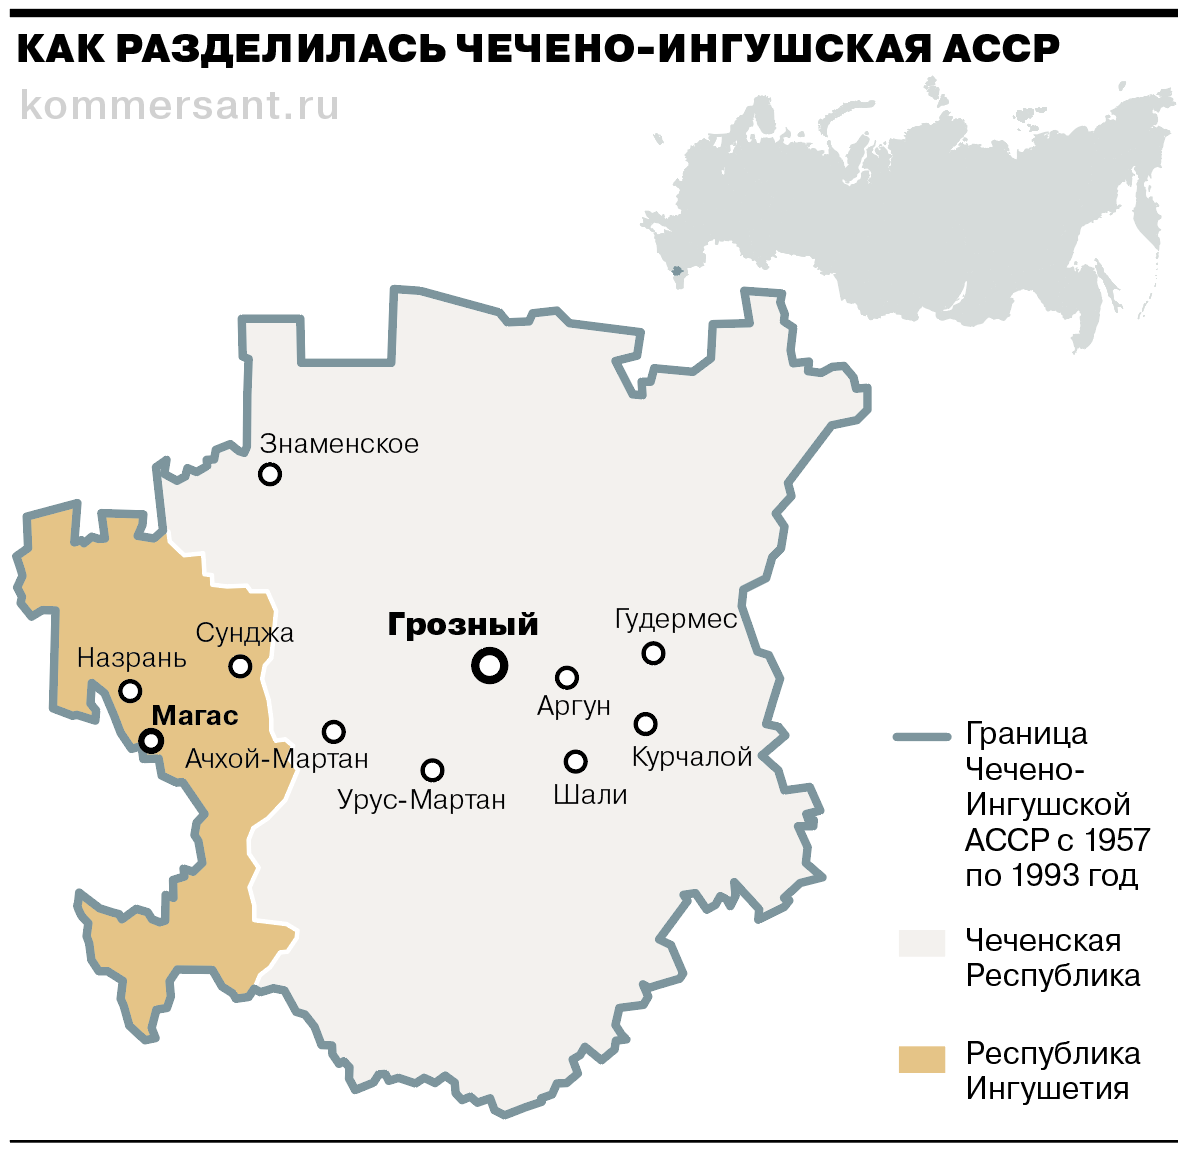 КАК РАЗДЕЛИЛАСЬ ЧЕЧЕНО-ИНГУШСКАЯ АССР
kommersant.ru
Знаменское
Грозный
Гудермес
Сунджа
Назрань
Аргун
Магас
Ачхой-Мартан
Курчалой
Урус-Мартан
Шали
Граница
Чечено-
Ингушской
АССР с 1957
по 1993 год
Чеченская
Республика
Республика
Ингушетия